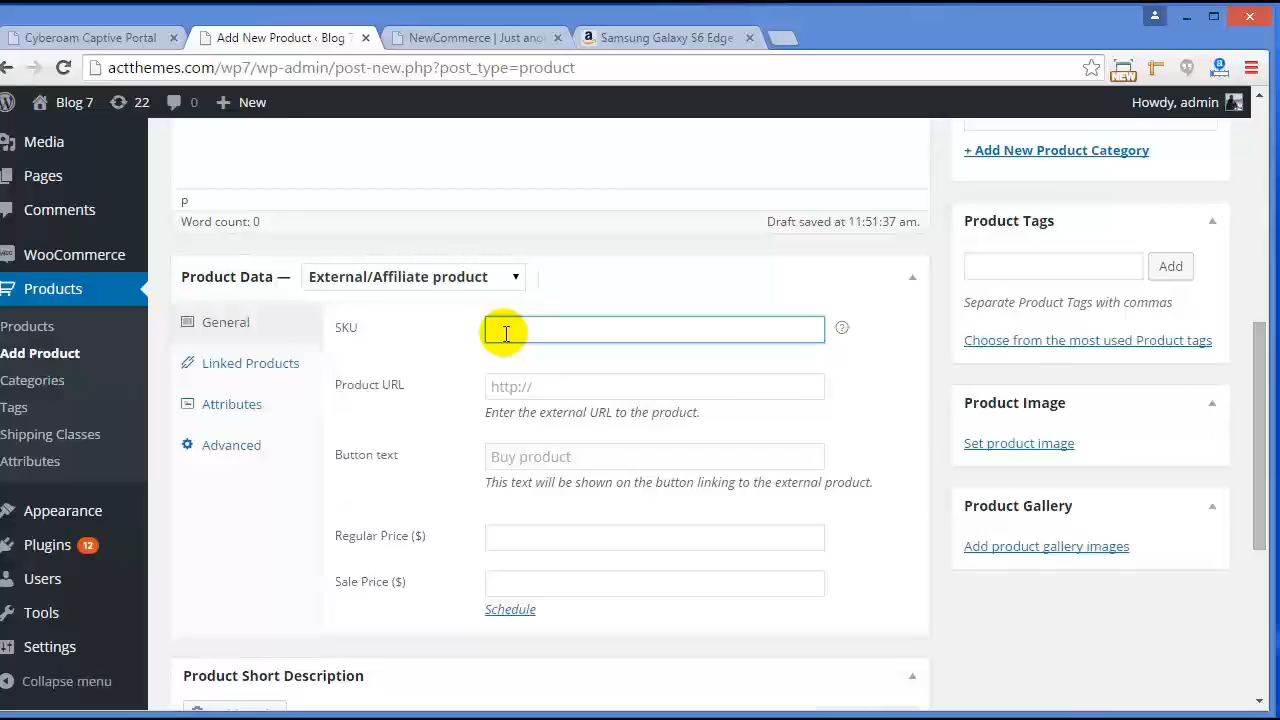 Cyberoam Captive Portal
Add New Product ‹ Blog 7
NewCommerce | Just ano
Samsung Galaxy S6 Edge
actthemes.com/wp7/wp-admin/post-new.php?post_type=product
NEW
Blog 7
22
0
New
Howdy, admin
Media
Pages
Comments
WooCommerce
Products
Products
Add Product
Categories
Tags
Shipping Classes
Attributes
Appearance
Plugins 12
Users
Tools
Settings
Collapse menu
p
Word count: 0
Draft saved at 11:51:37 am.
Product Data —
External/Affiliate product
General
Linked Products
Attributes
Advanced
SKU
?
Product URL
http://
Enter the external URL to the product.
Button text
Buy product
This text will be shown on the button linking to the external product.
Regular Price ($)
Sale Price ($)
Schedule
Product Short Description
+ Add New Product Category
Product Tags
Add
Separate Product Tags with commas
Choose from the most used Product tags
Product Image
Set product image
Product Gallery
Add product gallery images